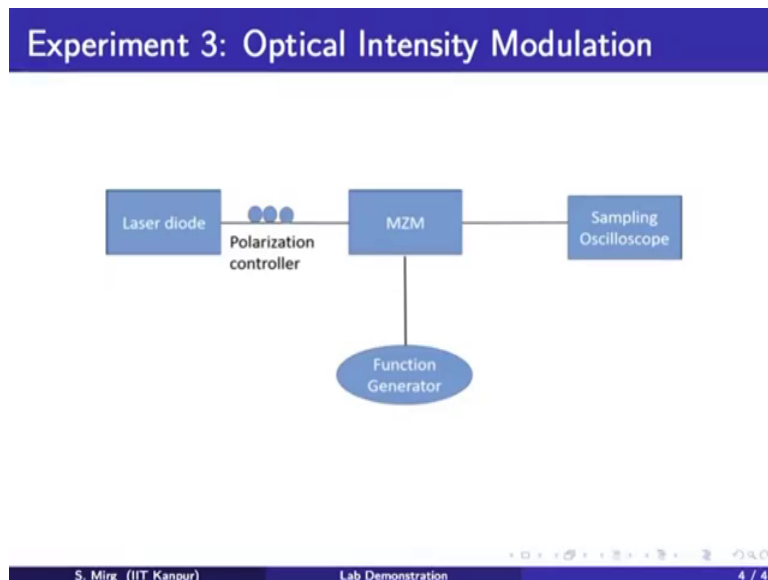 Experiment 3: Optical Intensity Modulation
Laser diode
Polarization
controller
MZM
Sampling
Oscilloscope
Function
Generator
S. Mirg (IIT Kanpur)
Lab Demonstration
4 / 4